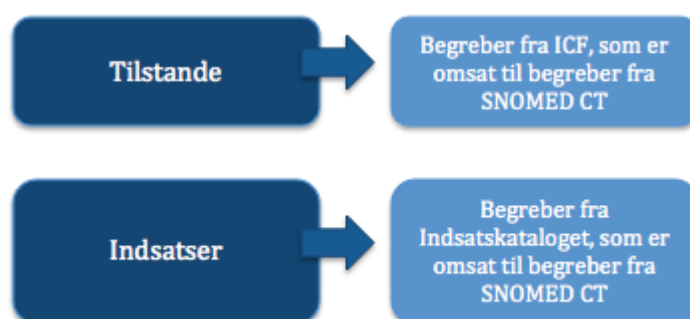 Tilstande
Begreber fra ICF, som er
omsat til begreber fra
SNOMED CT
Indsatser
Begreber fra
Indsatskataloget, som er
omsat til begreber fra
SNOMED CT